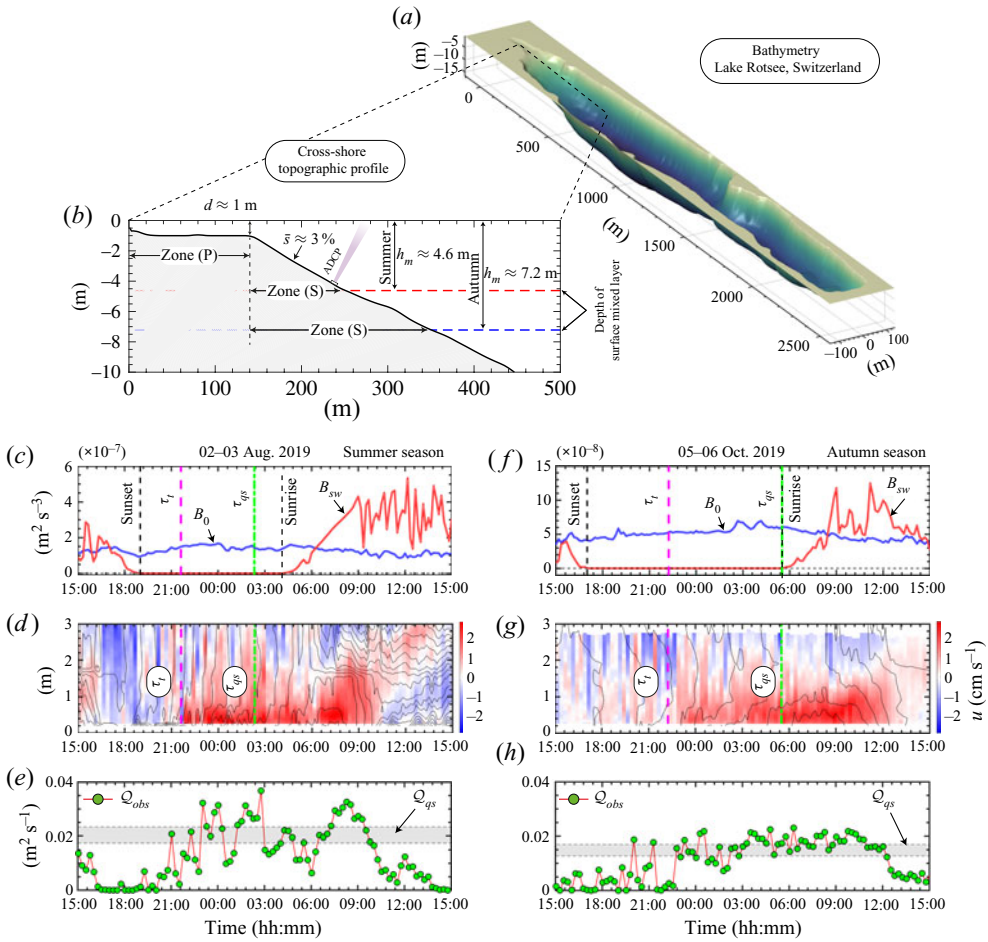 (a)
−5
−10
−15
(m)
0
500
1000
1500
2000
2500
(m)
−100
0
100
(m)
Bathymetry
Lake Rotsee, Switzerland
Cross-shore
topographic profile
(b)
d ≈ 1 m
0
−2
−4
−6
−8
−10
(m)
Zone (P)
s̄ ≈ 3 %
ADCP
Summer
h_m ≈ 4.6 m
Autumn
h_m ≈ 7.2 m
Zone (S)
Zone (S)
Depth of
surface mixed layer
0 100 200 300 400 500
(m)
(c)
(×10⁻⁷)
02–03 Aug. 2019
Summer season
6
4
2
0
(m² s⁻³)
Sunset
τ_t
B_0
τ_qs
Sunrise
B_sw
15:00 18:00 21:00 00:00 03:00 06:00 09:00 12:00 15:00
(f)
(×10⁻⁸)
05–06 Oct. 2019
Autumn season
15
10
5
0
Sunset
τ_t
B_0
τ_qs
Sunrise
B_sw
15:00 18:00 21:00 00:00 03:00 06:00 09:00 12:00 15:00
(d)
3
2
1
0
(m)
τ_t
τ_qs
2
1
0
−1
−2
15:00 18:00 21:00 00:00 03:00 06:00 09:00 12:00 15:00
(g)
3
2
1
0
τ_t
τ_qs
2
1
0
−1
−2
u (cm s⁻¹)
15:00 18:00 21:00 00:00 03:00 06:00 09:00 12:00 15:00
(e)
0.04
0.02
0
(m² s⁻¹)
Q_obs
Q_qs
15:00 18:00 21:00 00:00 03:00 06:00 09:00 12:00 15:00
Time (hh:mm)
(h)
0.04
0.02
0
Q_obs
Q_qs
15:00 18:00 21:00 00:00 03:00 06:00 09:00 12:00 15:00
Time (hh:mm)